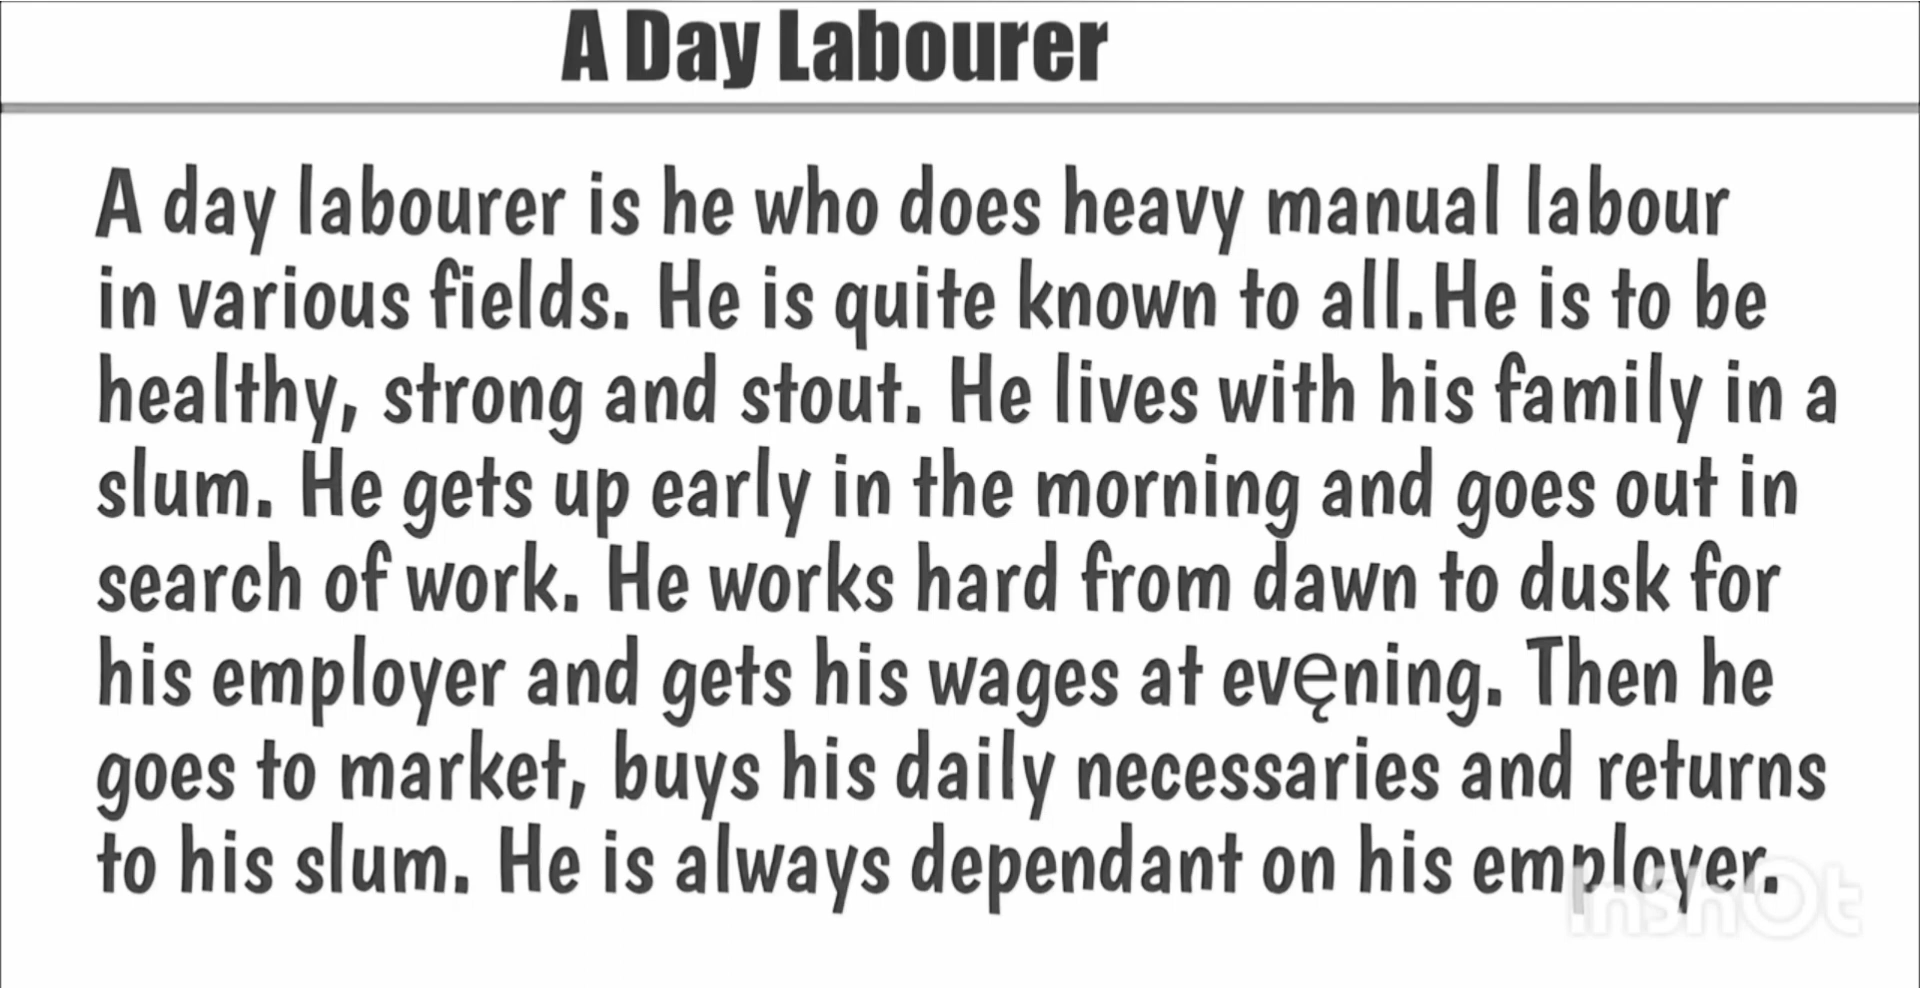 A Day Labourer
A day labourer is he who does heavy manual labour
in various fields. He is quite known to all.He is to be
healthy, strong and stout. He lives with his family in a
slum. He gets up early in the morning and goes out in
search of work. He works hard from dawn to dusk for
his employer and gets his wages at evęning. Then he
goes to market, buys his daily necessaries and returns
to his slum. He is always dependant on his employer.
InShOt